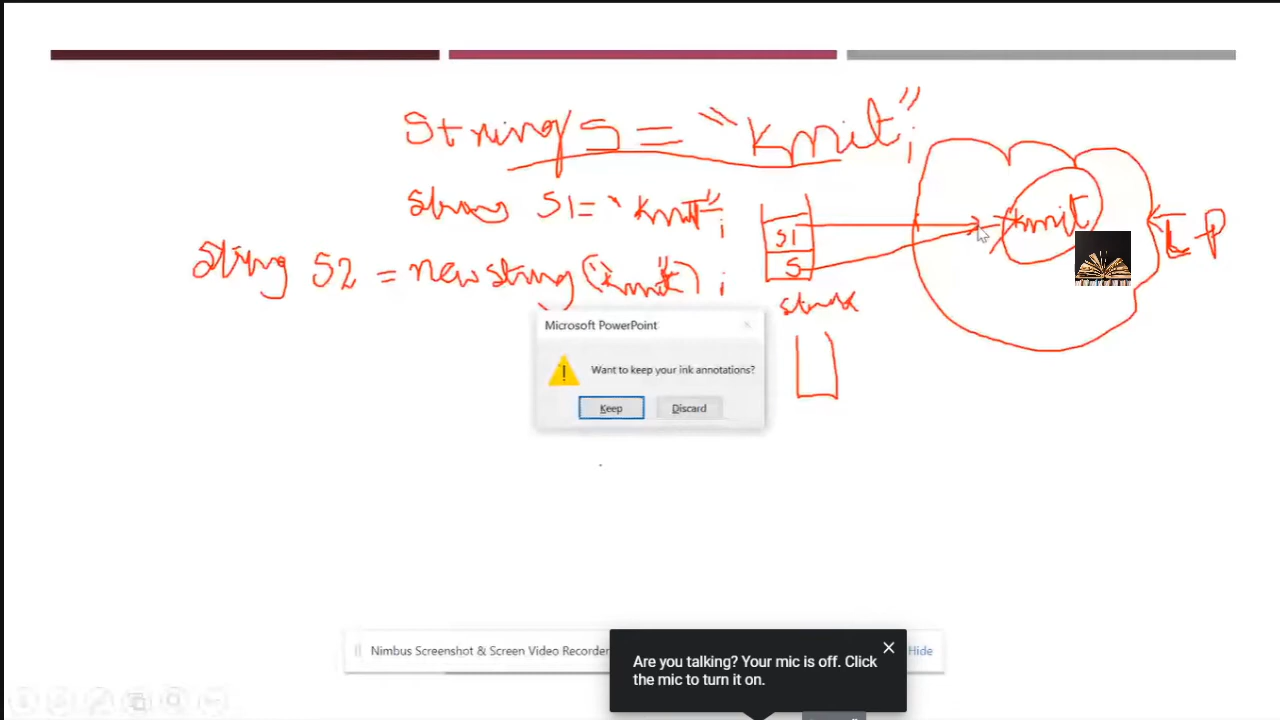 String S = "Kmit";
String S1 = "kmit";
String S2 = new string ("kmit");
kmit
S1
S
stack
Microsoft PowerPoint
Want to keep your ink annotations?
Keep
Discard
Nimbus Screenshot & Screen Video Recorder
Hide
Are you talking? Your mic is off. Click
the mic to turn it on.